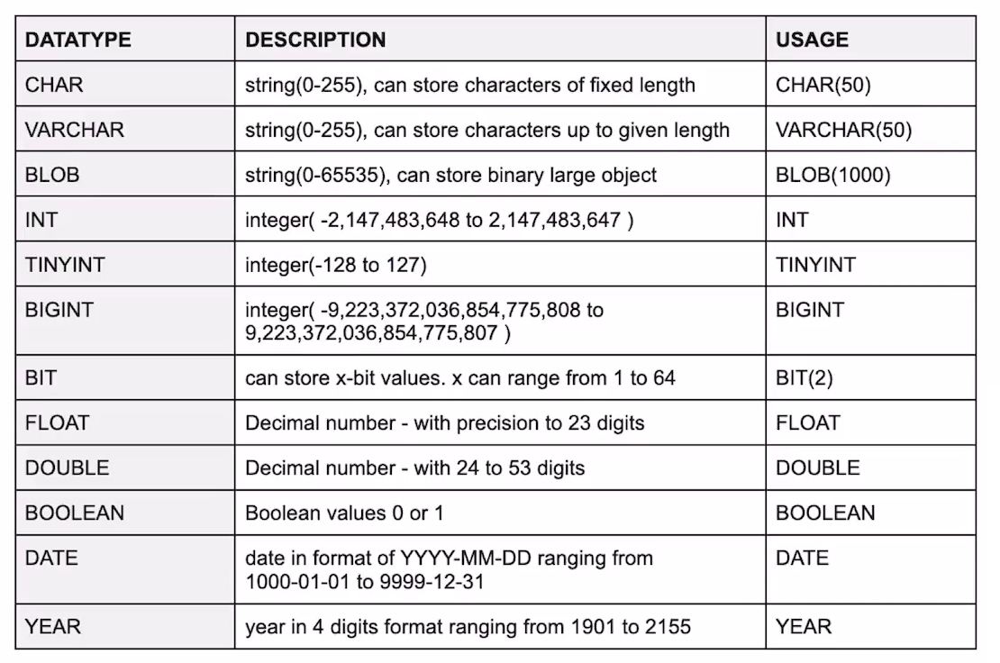 DATATYPE DESCRIPTION USAGE
CHAR string(0-255), can store characters of fixed length CHAR(50)
VARCHAR string(0-255), can store characters up to given length VARCHAR(50)
BLOB string(0-65535), can store binary large object BLOB(1000)
INT integer( -2,147,483,648 to 2,147,483,647 ) INT
TINYINT integer(-128 to 127) TINYINT
BIGINT integer( -9,223,372,036,854,775,808 to BIGINT
9,223,372,036,854,775,807 )
BIT can store x-bit values. x can range from 1 to 64 BIT(2)
FLOAT Decimal number - with precision to 23 digits FLOAT
DOUBLE Decimal number - with 24 to 53 digits DOUBLE
BOOLEAN Boolean values 0 or 1 BOOLEAN
DATE date in format of YYYY-MM-DD ranging from DATE
1000-01-01 to 9999-12-31
YEAR year in 4 digits format ranging from 1901 to 2155 YEAR